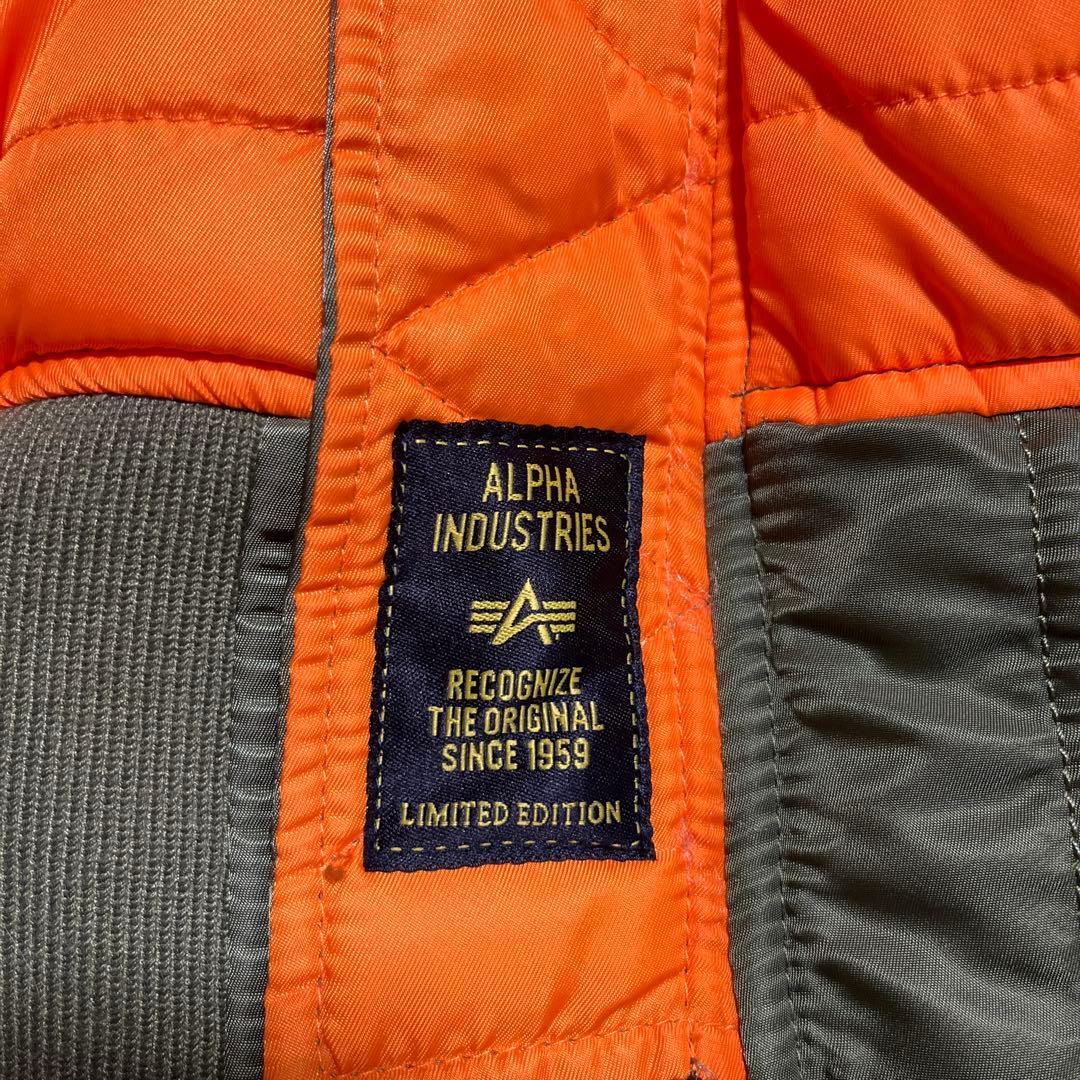 ALPHA
INDUSTRIES
RECOGNIZE
THE ORIGINAL
SINCE 1959
LIMITED EDITION